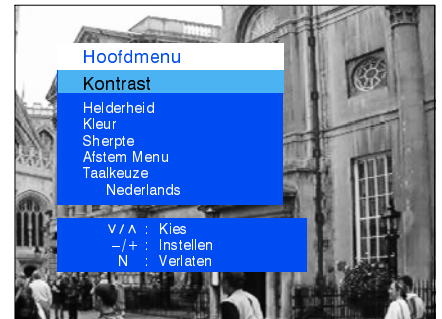 Hoofdmenu
Kontrast
Helderheid
Kleur
Sherpte
Afstem Menu
Taalkeuze
Nederlands
V / Λ : Kies
–/+ : Instellen
N : Verlaten